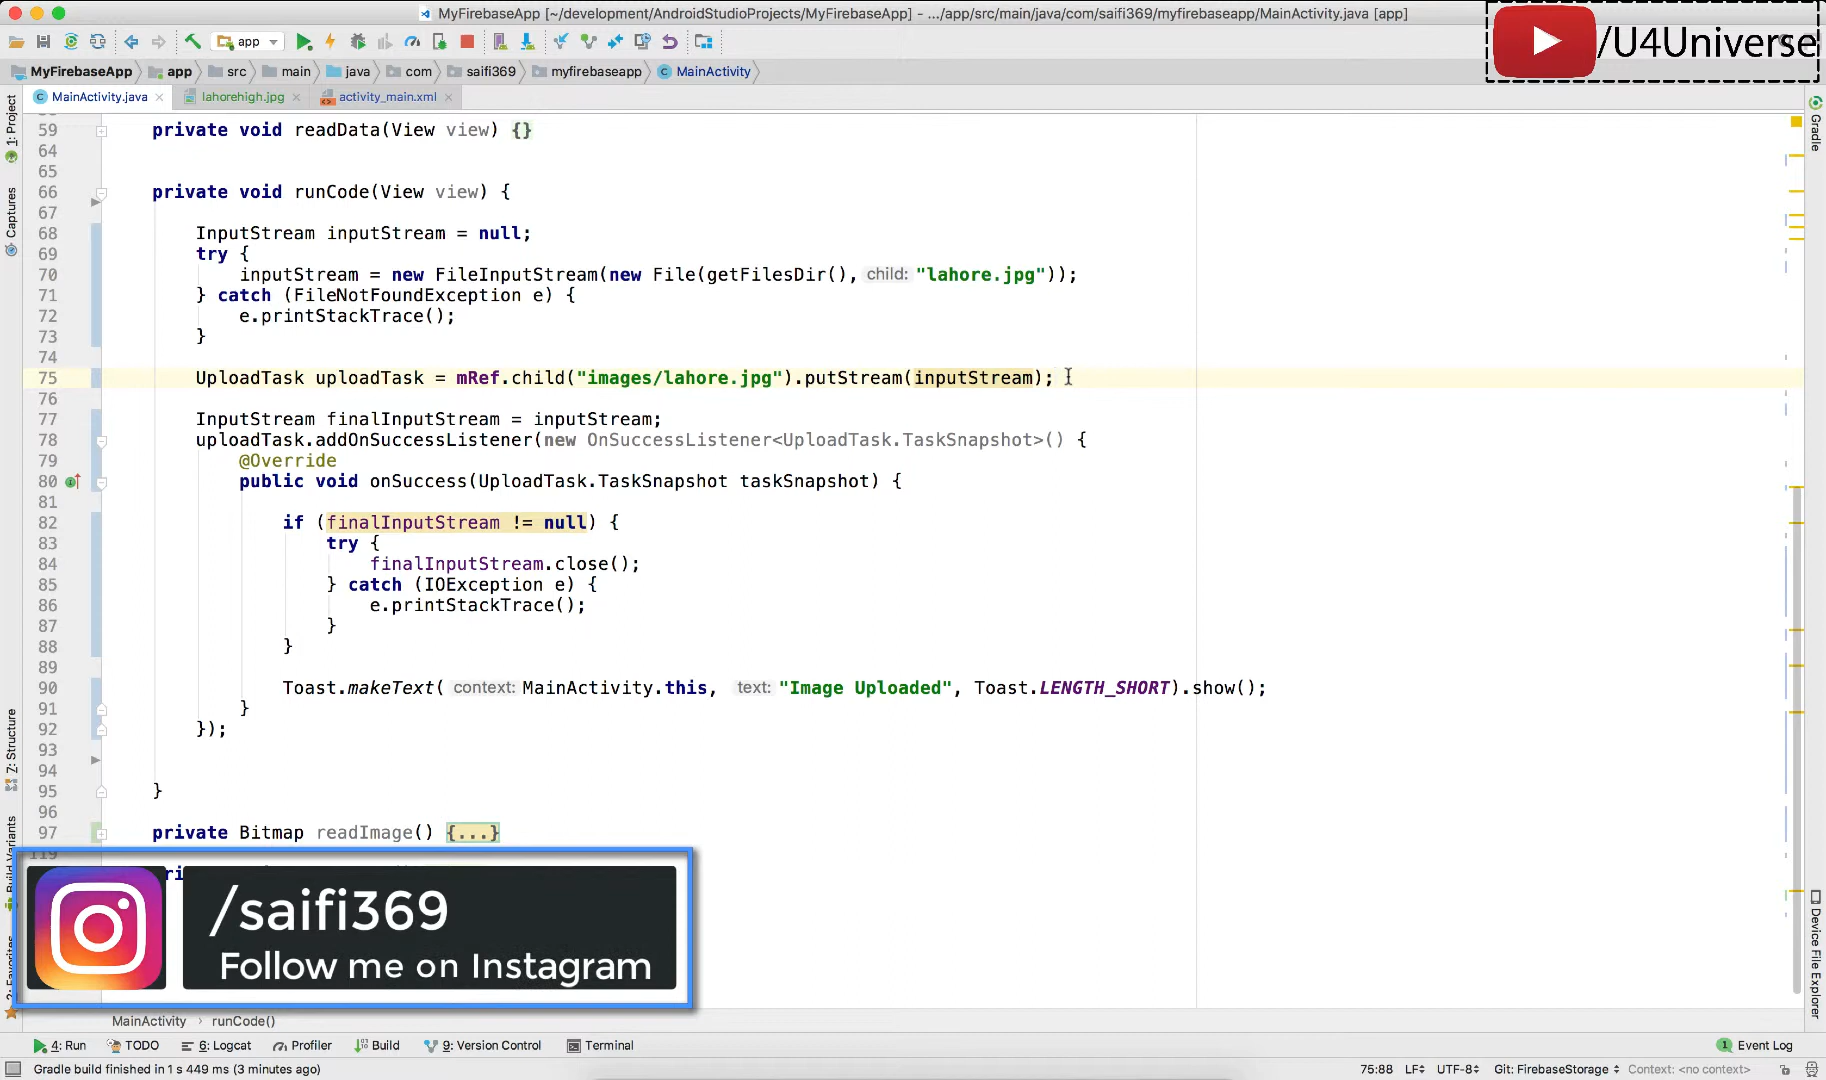 MyFirebaseApp [~/development/AndroidStudioProjects/MyFirebaseApp] - .../app/src/main/java/com/saifi369/myfirebaseapp/MainActivity.java [app]
/U4Universe
app
MyFirebaseApp app src main java com saifi369 myfirebaseapp MainActivity
MainActivity.java lahorehigh.jpg activity_main.xml
1: Project
Captures
Z: Structure
Build Variants
2: Favorites
Gradle
Device File Explorer
59 private void readData(View view) {}
64
65
66 private void runCode(View view) {
67
68 InputStream inputStream = null;
69 try {
70 inputStream = new FileInputStream(new File(getFilesDir(), child: "lahore.jpg"));
71 } catch (FileNotFoundException e) {
72 e.printStackTrace();
73 }
74
75 UploadTask uploadTask = mRef.child("images/lahore.jpg").putStream(inputStream);
76
77 InputStream finalInputStream = inputStream;
78 uploadTask.addOnSuccessListener(new OnSuccessListener<UploadTask.TaskSnapshot>() {
79 @Override
80 public void onSuccess(UploadTask.TaskSnapshot taskSnapshot) {
81
82 if (finalInputStream != null) {
83 try {
84 finalInputStream.close();
85 } catch (IOException e) {
86 e.printStackTrace();
87 }
88 }
89
90 Toast.makeText( context: MainActivity.this, text: "Image Uploaded", Toast.LENGTH_SHORT).show();
91 }
92 });
93
94
95 }
96
97 private Bitmap readImage() {...}
119
/saifi369
Follow me on Instagram
MainActivity › runCode()
4: Run TODO 6: Logcat Profiler Build 9: Version Control Terminal 1 Event Log
Gradle build finished in 1 s 449 ms (3 minutes ago) 75:88 LF UTF-8 Git: FirebaseStorage Context: <no context>